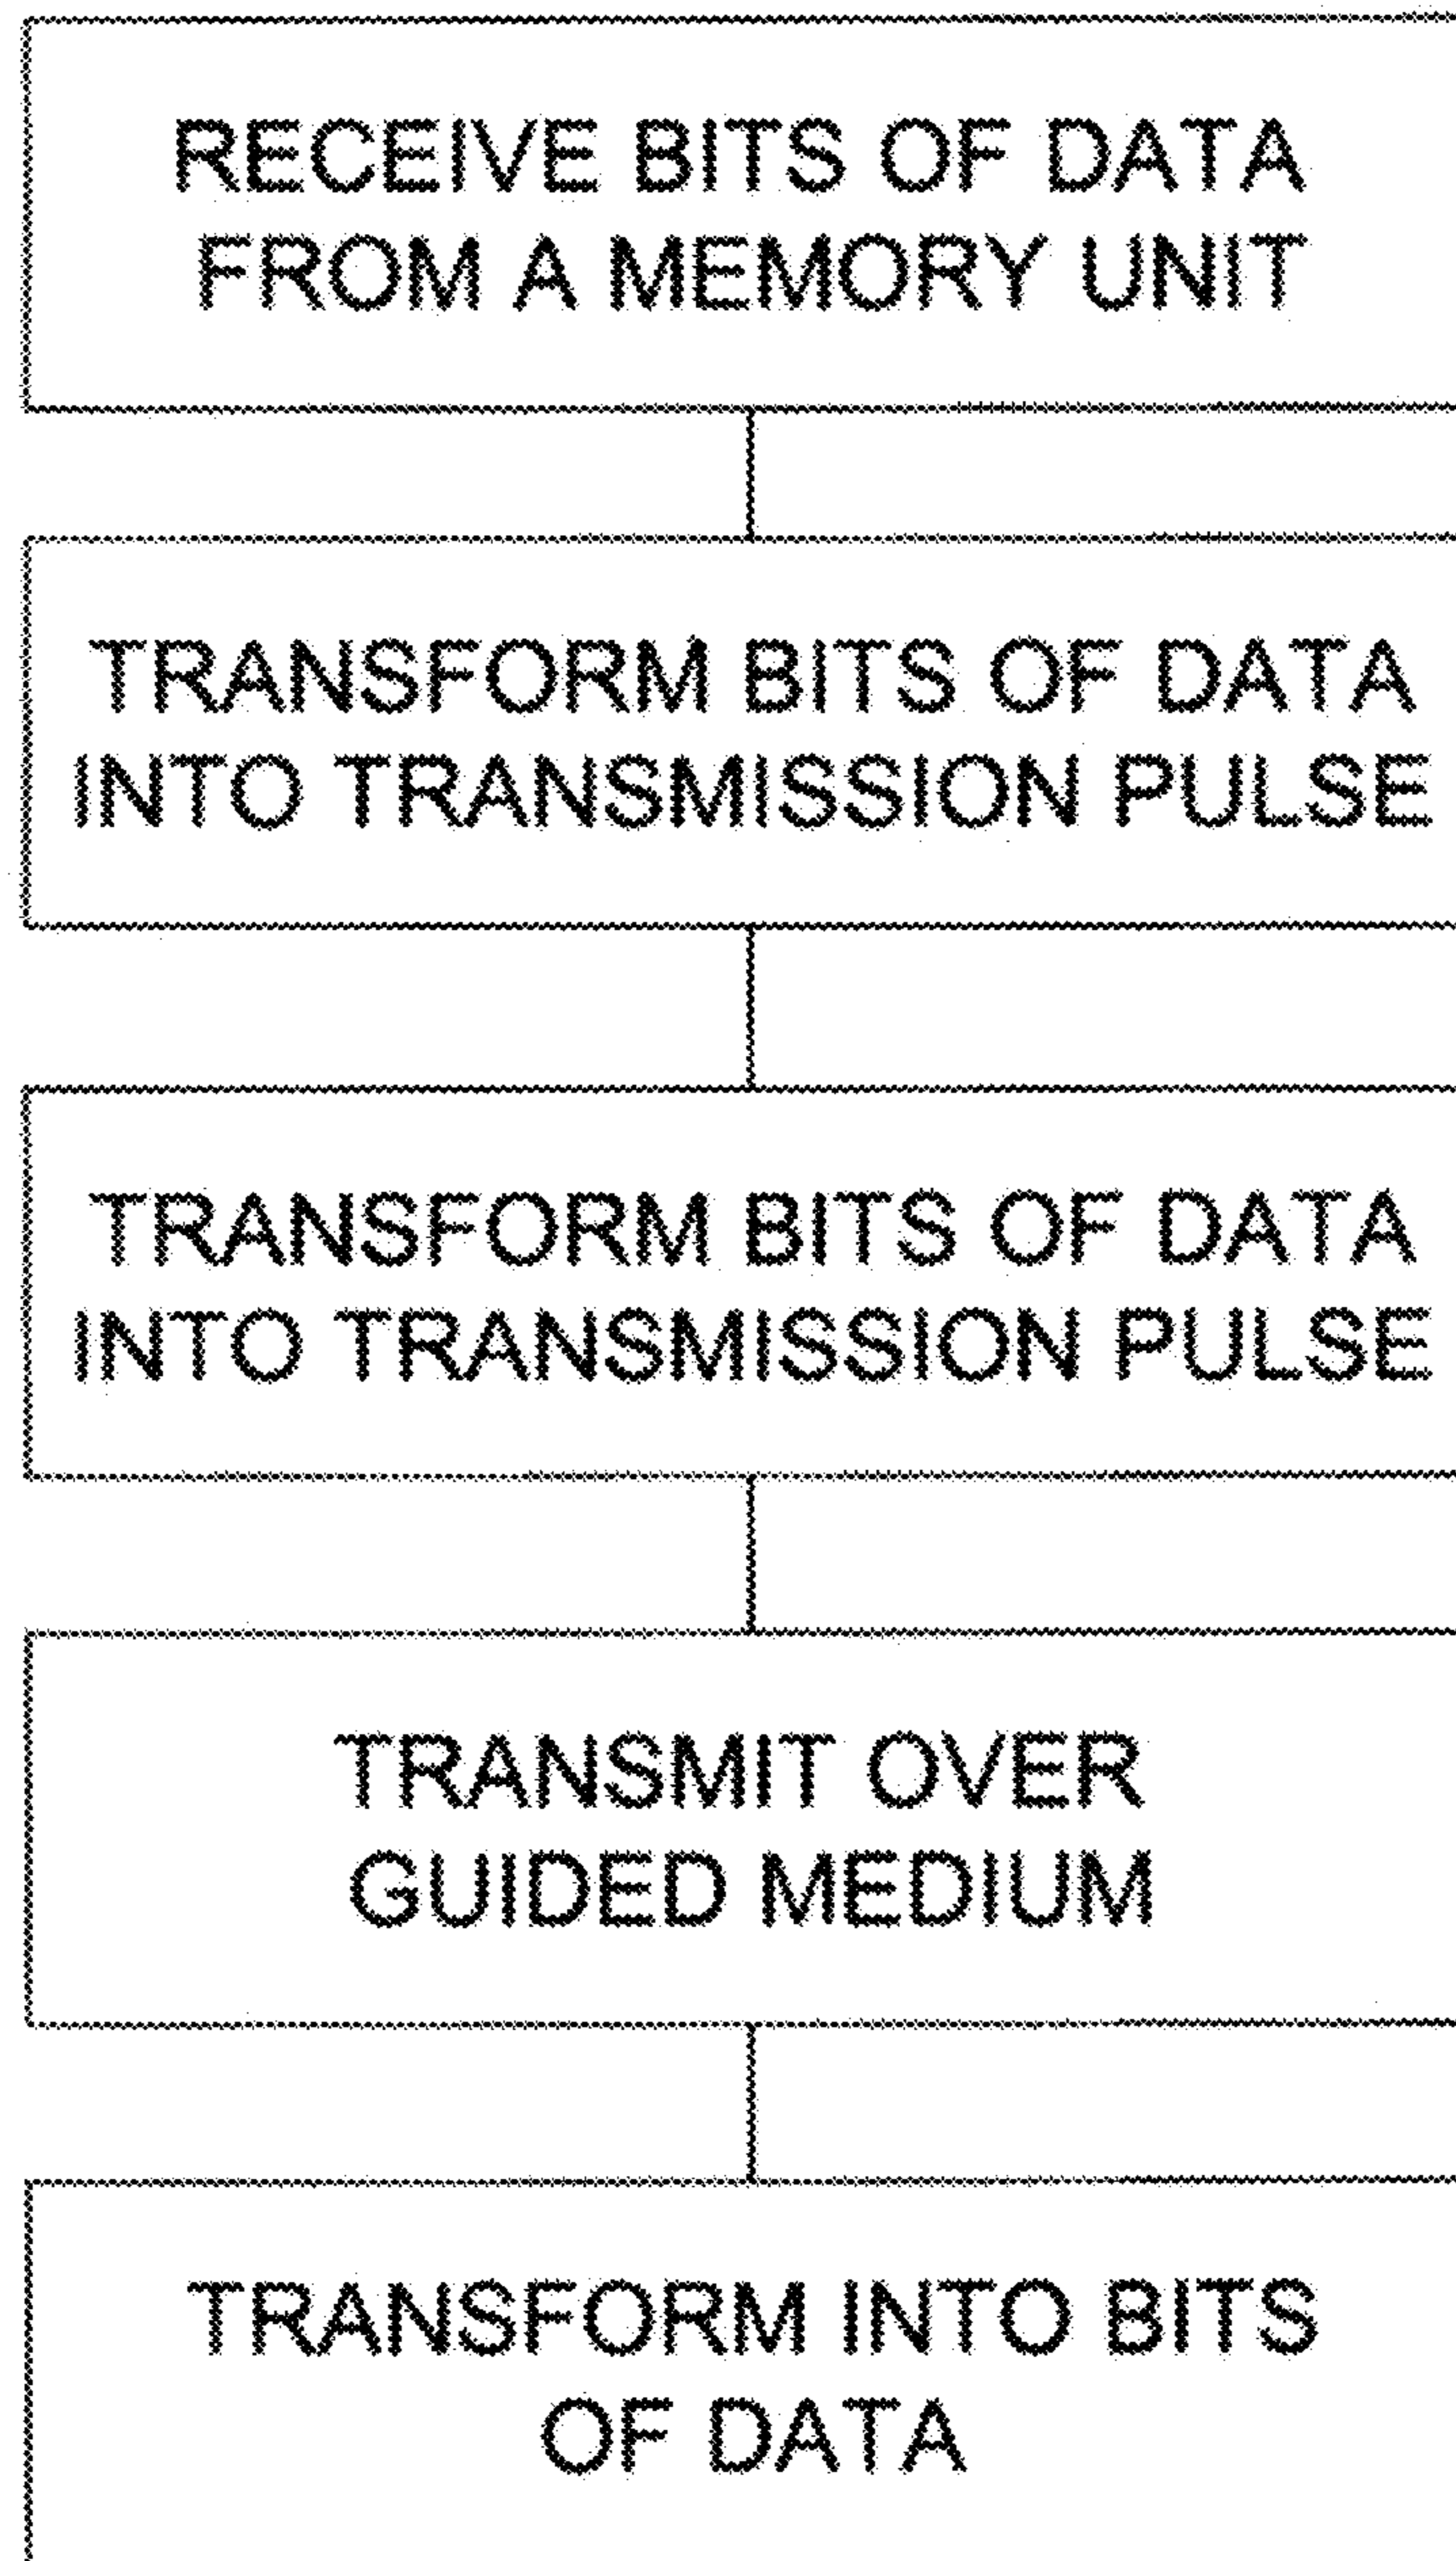 RECEIVE BITS OF DATA
FROM A MEMORY UNIT
TRANSFORM BITS OF DATA
INTO TRANSMISSION PULSE
TRANSFORM BITS OF DATA
INTO TRANSMISSION PULSE
TRANSMIT OVER
GUIDED MEDIUM
TRANSFORM INTO BITS
OF DATA